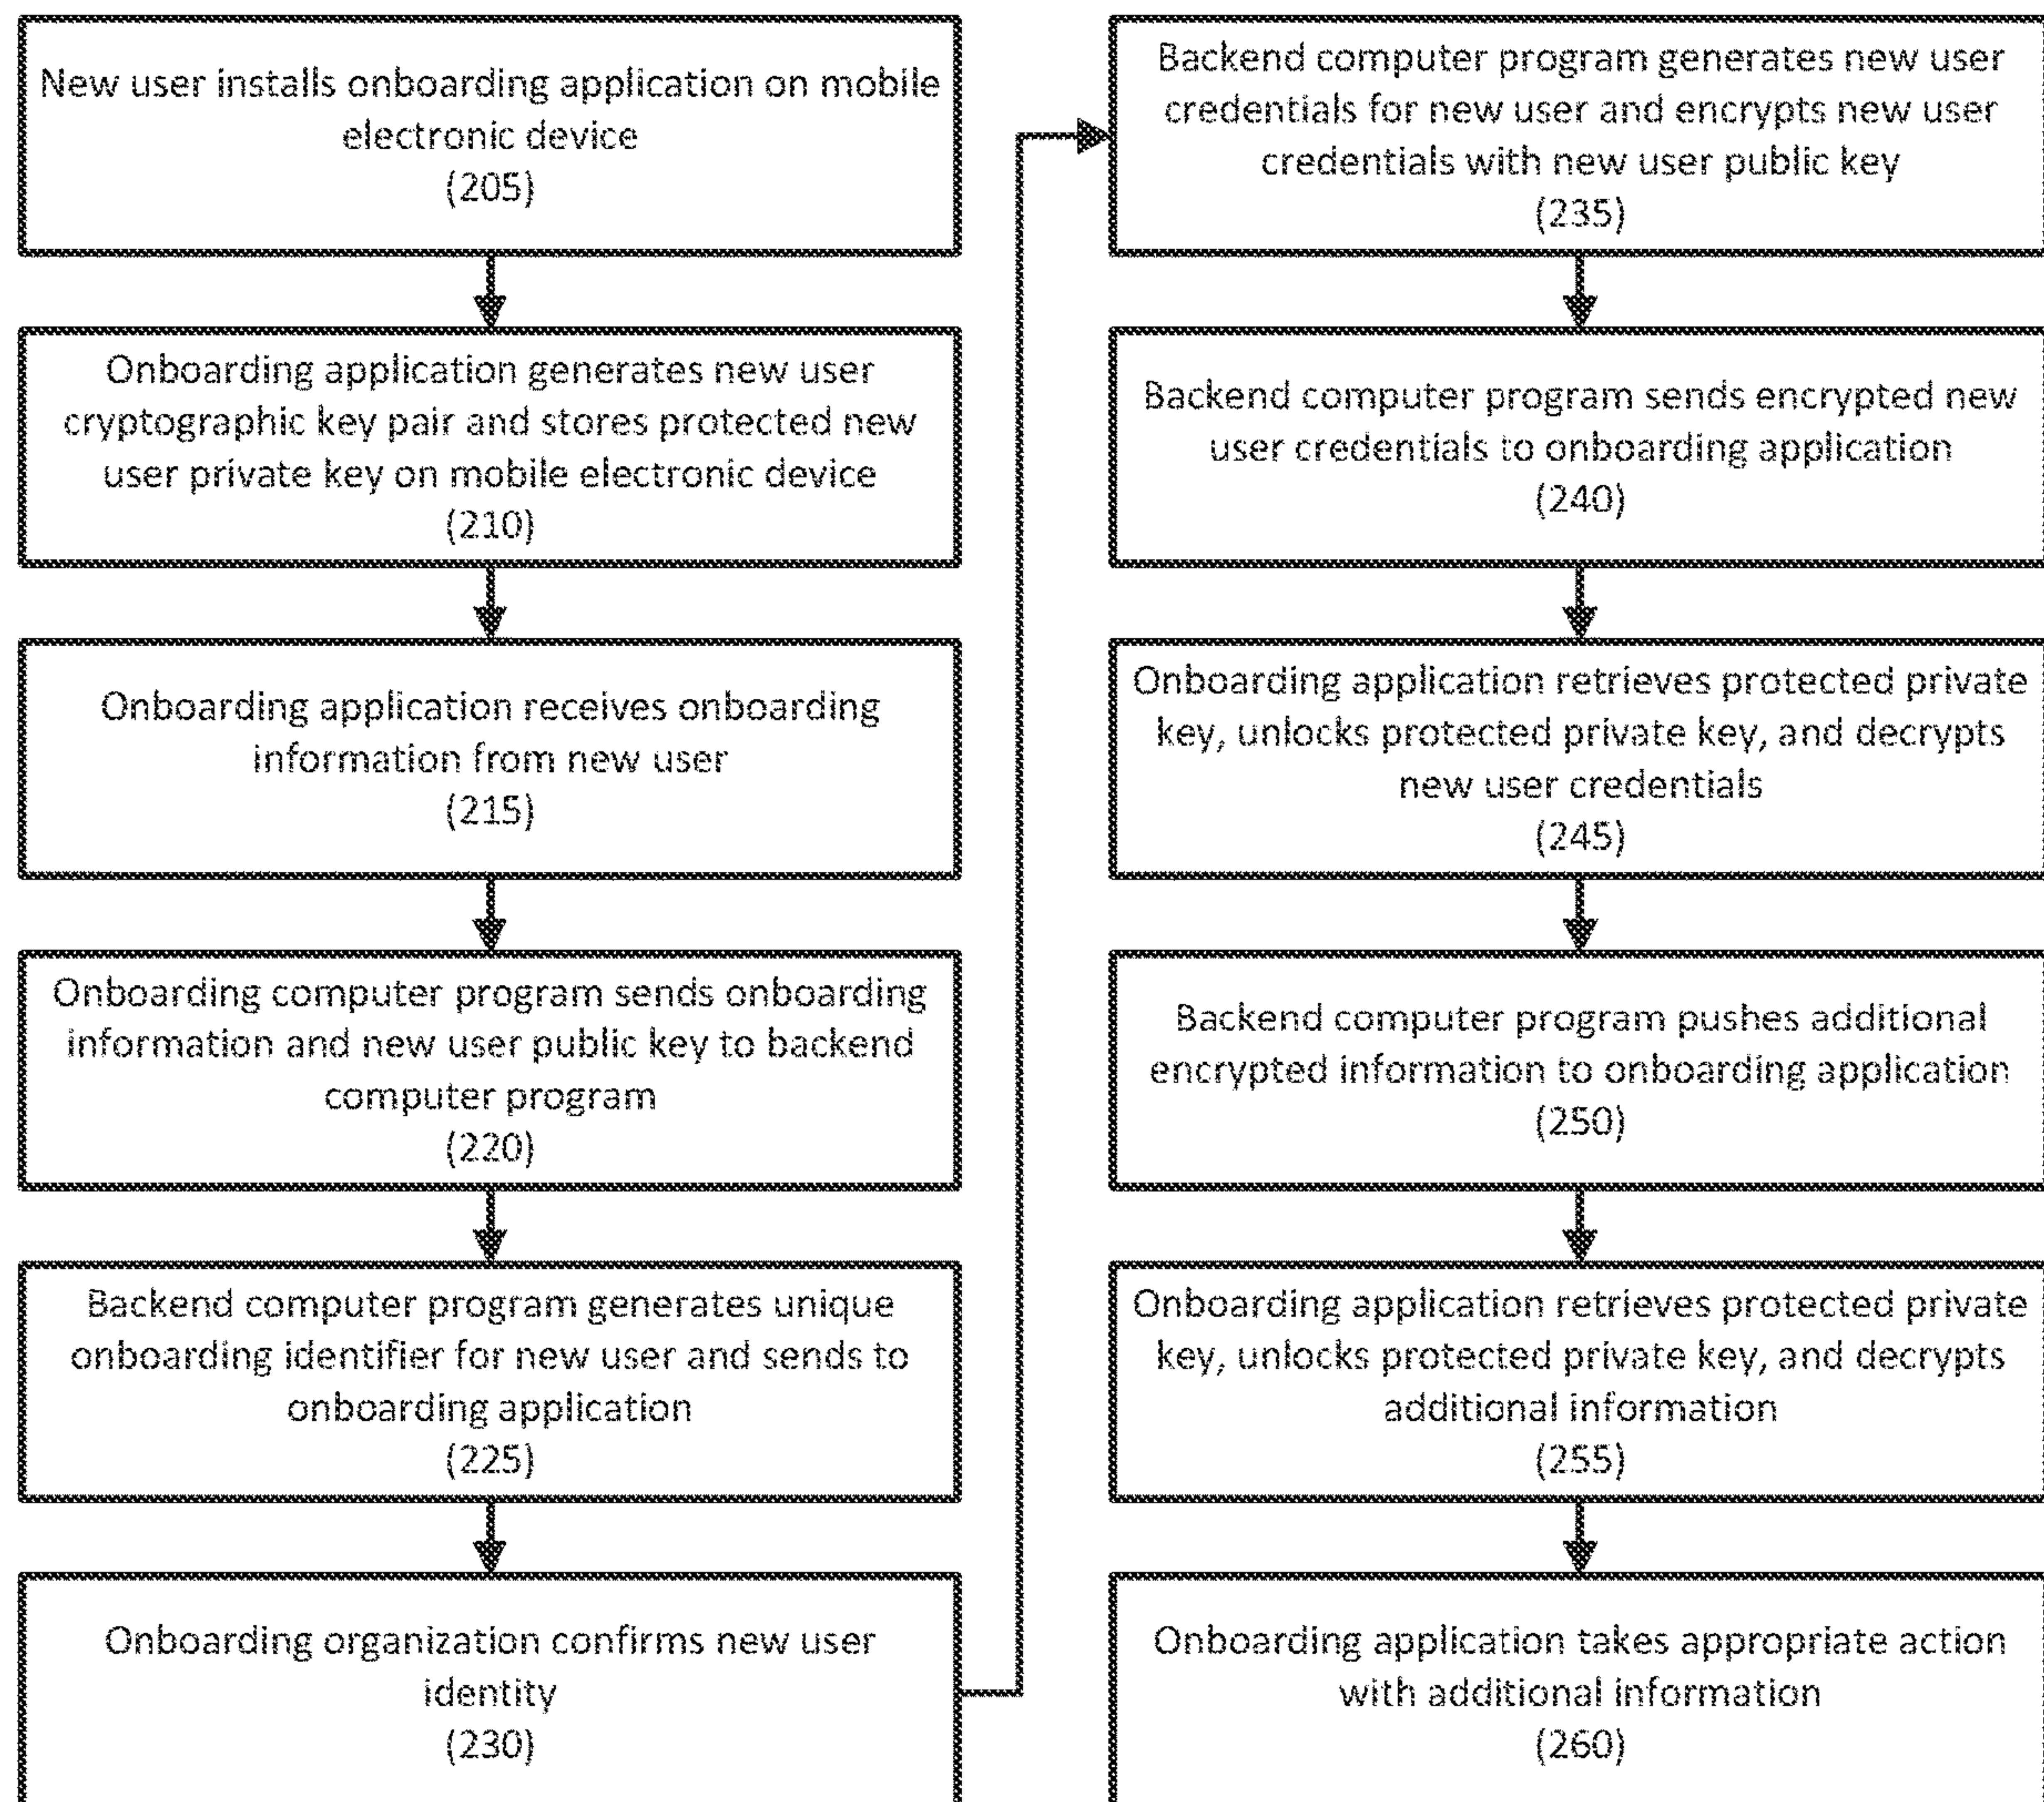 New user installs onboarding application on mobile
electronic device
(205)
Onboarding application generates new user
cryptographic key pair and stores protected new
user private key on mobile electronic device
(210)
Onboarding application receives onboarding
information from new user
(215)
Onboarding computer program sends onboarding
information and new user public key to backend
computer program
(220)
Backend computer program generates unique
onboarding identifier for new user and sends to
onboarding application
(225)
Onboarding organization confirms new user
identity
(230)
Backend computer program generates new user
credentials for new user and encrypts new user
credentials with new user public key
(235)
Backend computer program sends encrypted new
user credentials to onboarding application
(240)
Onboarding application retrieves protected private
key, unlocks protected private key, and decrypts
new user credentials
(245)
Backend computer program pushes additional
encrypted information to onboarding application
(250)
Onboarding application retrieves protected private
key, unlocks protected private key, and decrypts
additional information
(255)
Onboarding application takes appropriate action
with additional information
(260)